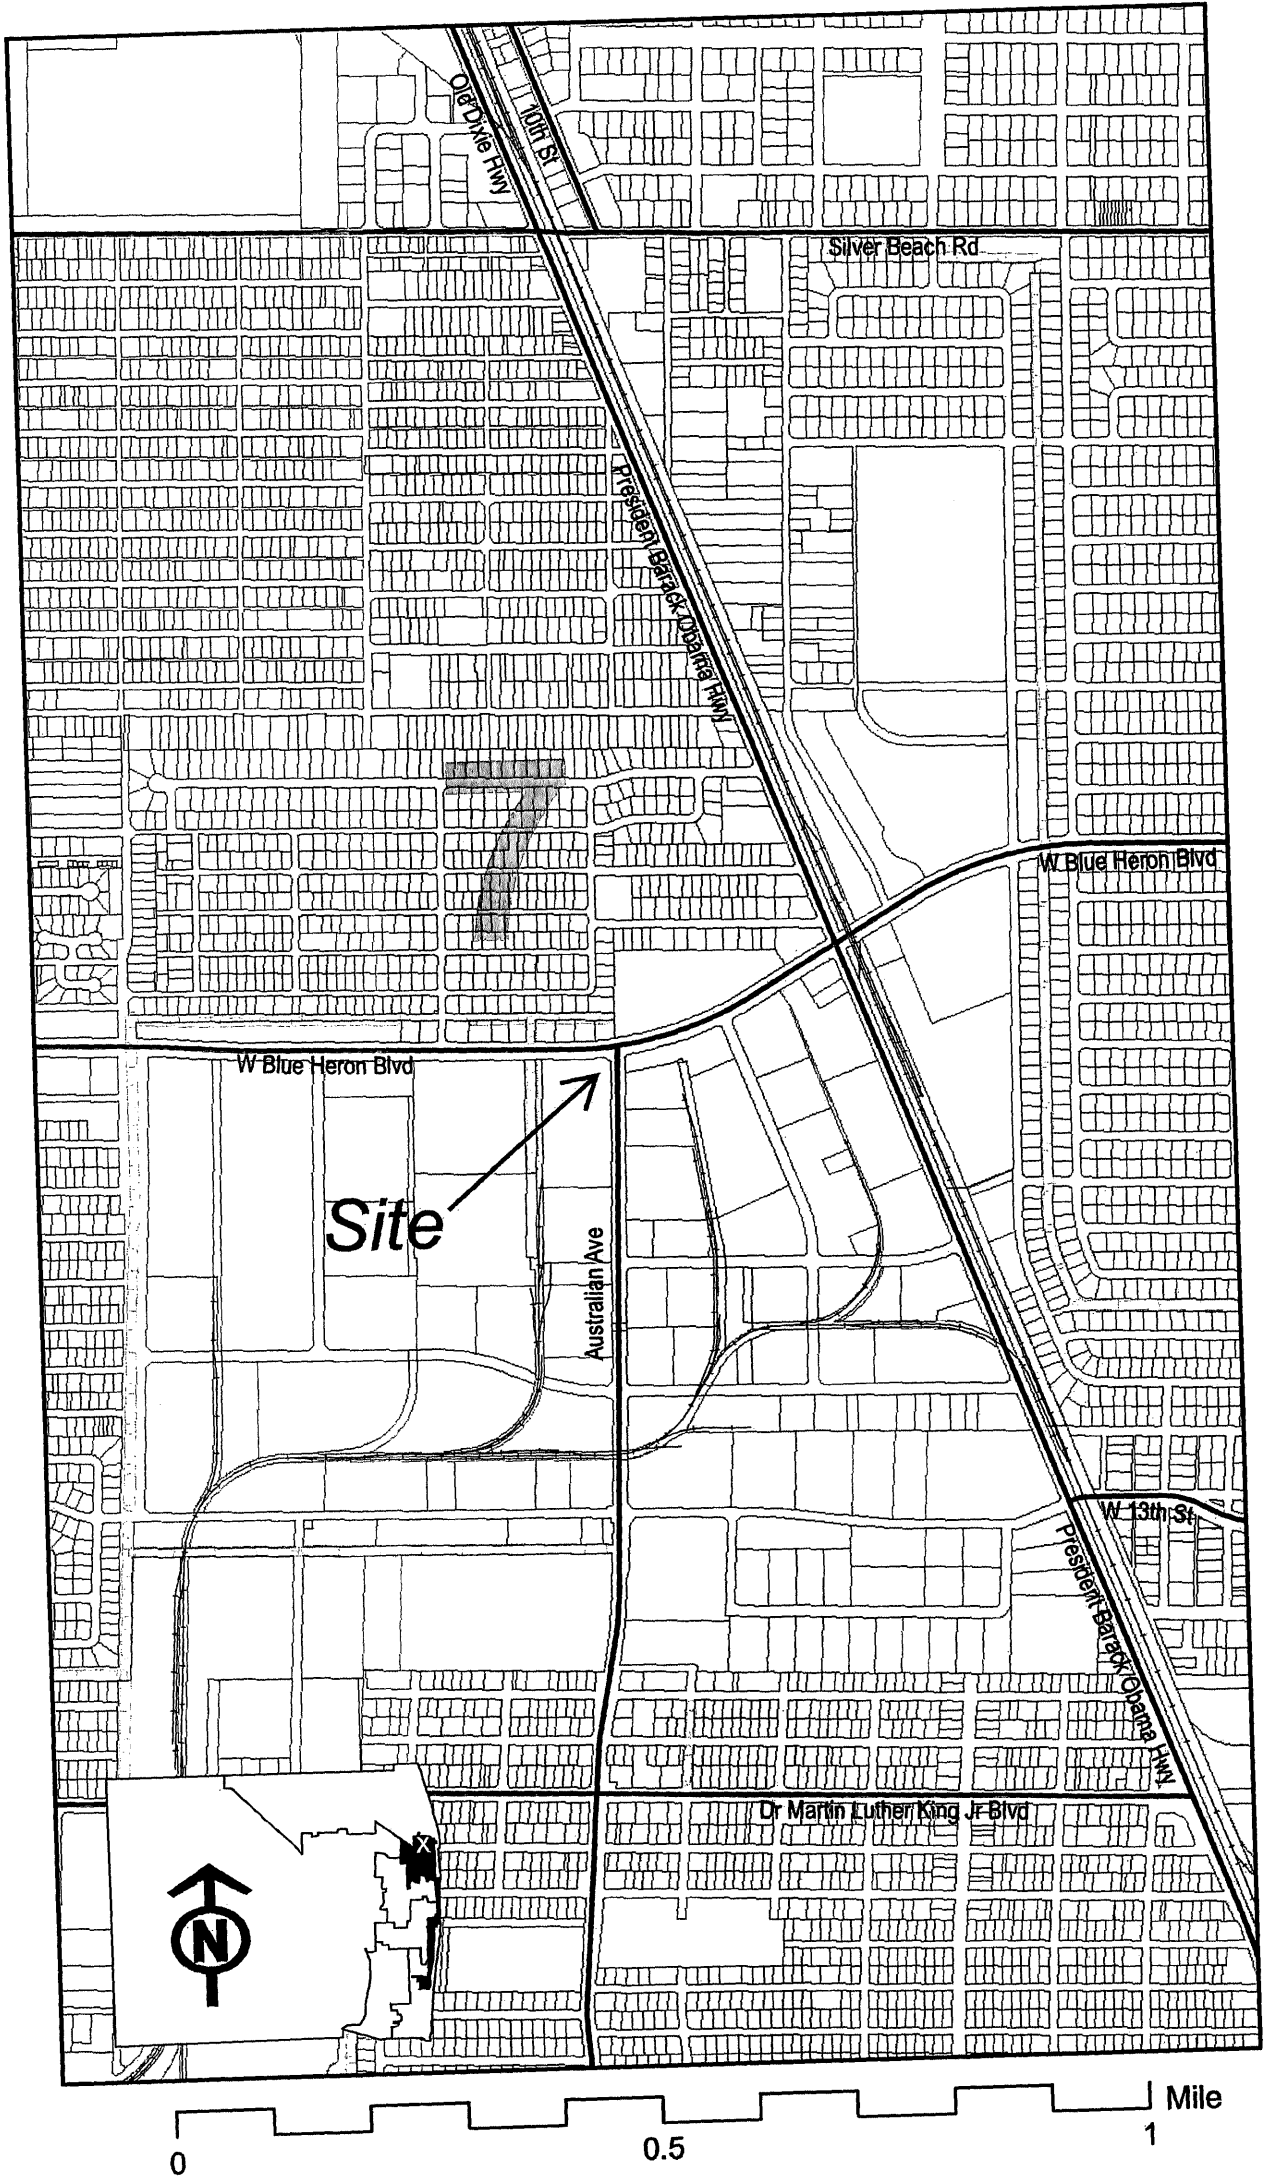 Old Dixie Hwy
10th St
Silver Beach Rd
President Barack Obama Hwy
7
W Blue Heron Blvd
W Blue Heron Blvd
Site
Australian Ave
W 13th St
President Barack Obama Hwy
Dr Martin Luther King Jr Blvd
X
N
Mile
0
0.5
1